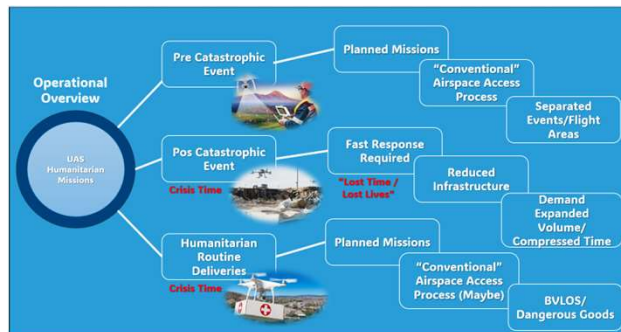 Operational
Overview
UAS
Humanitarian
Missions
Pre Catastrophic
Event
Planned Missions
“Conventional”
Airspace Access
Process
Separated
Events/Flight
Areas
Pos Catastrophic
Event
Crisis Time
Fast Response
Required
"Lost Time /
Lost Lives"
Reduced
Infrastructure
Demand
Expanded
Volume/
Compressed Time
Humanitarian
Routine
Deliveries
Crisis Time
Planned Missions
“Conventional”
Airspace Access
Process (Maybe)
BVLOS/
Dangerous Goods